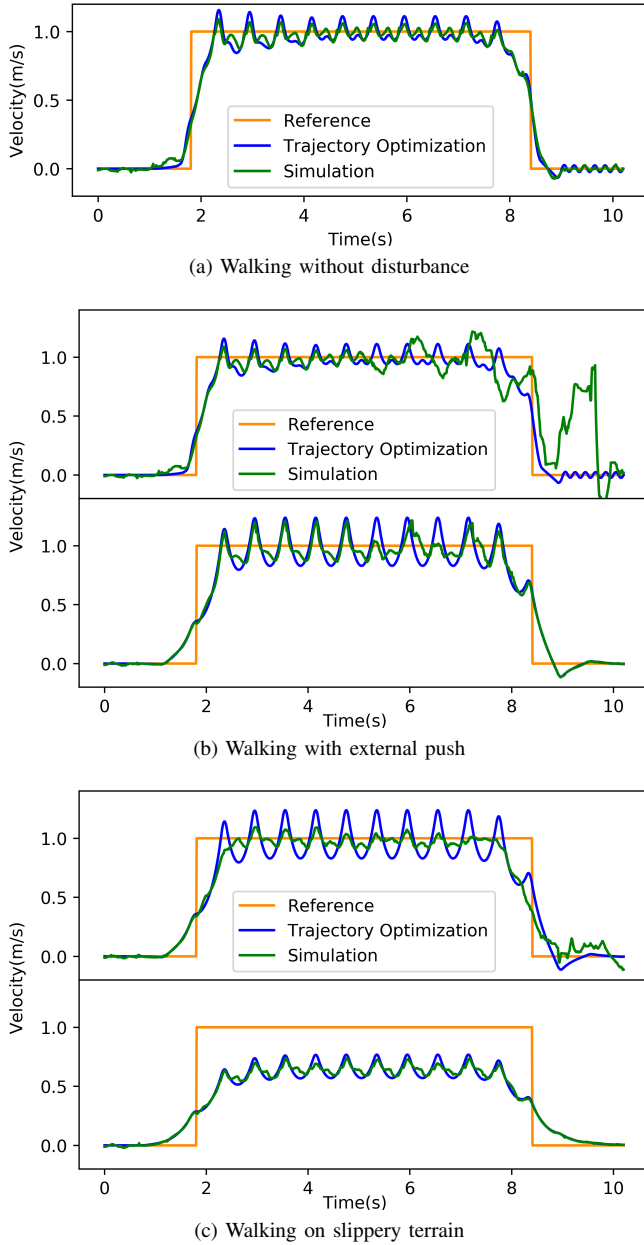 1.0
0.5
0.0
Velocity(m/s)
Reference
Trajectory Optimization
Simulation
0 2 4 6 8 10
Time(s)
(a) Walking without disturbance
1.0
0.5
0.0
Velocity(m/s)
Reference
Trajectory Optimization
Simulation
1.0
0.5
0.0
0 2 4 6 8 10
Time(s)
(b) Walking with external push
1.0
0.5
0.0
Velocity(m/s)
Reference
Trajectory Optimization
Simulation
1.0
0.5
0.0
0 2 4 6 8 10
Time(s)
(c) Walking on slippery terrain